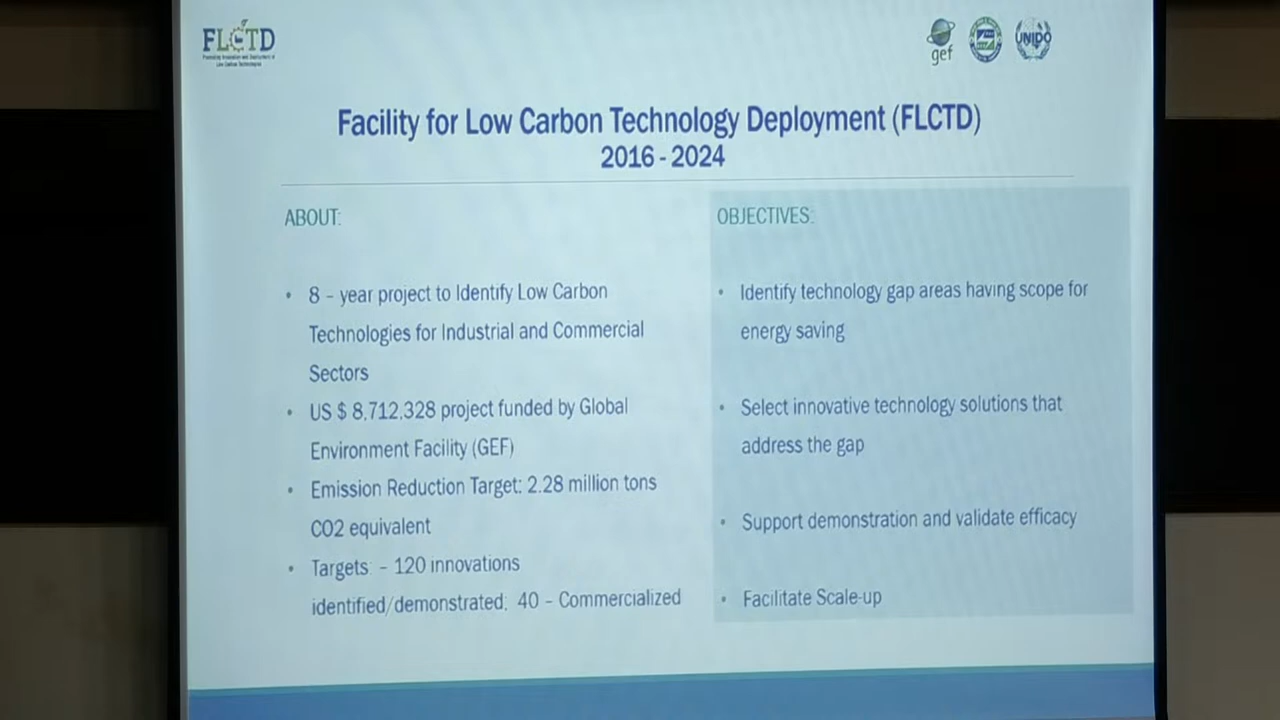 FLCTD
gef
UNIDO
Facility for Low Carbon Technology Deployment (FLCTD)
2016 - 2024
ABOUT:
• 8 – year project to Identify Low Carbon
Technologies for Industrial and Commercial
Sectors
• US $ 8,712,328 project funded by Global
Environment Facility (GEF)
• Emission Reduction Target: 2.28 million tons
CO2 equivalent
• Targets: – 120 innovations
identified/demonstrated; 40 – Commercialized
OBJECTIVES:
• Identify technology gap areas having scope for
energy saving
• Select innovative technology solutions that
address the gap
• Support demonstration and validate efficacy
• Facilitate Scale-up